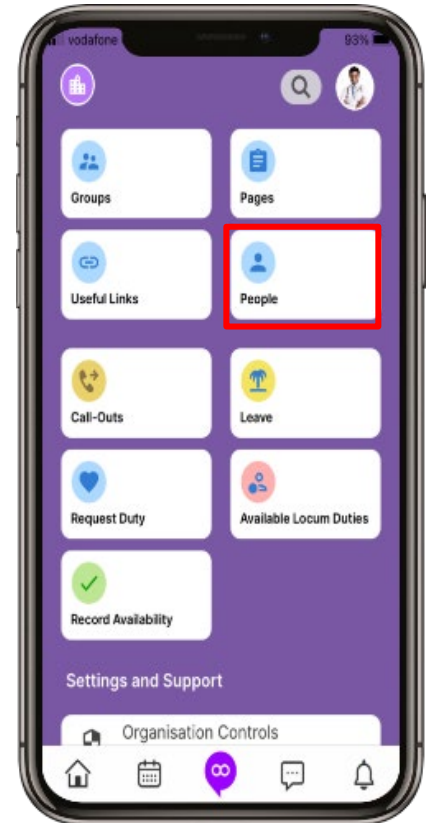 vodafone 93%
Groups Pages
Useful Links People
Call-Outs Leave
Request Duty Available Locum Duties
Record Availability
Settings and Support
Organisation Controls